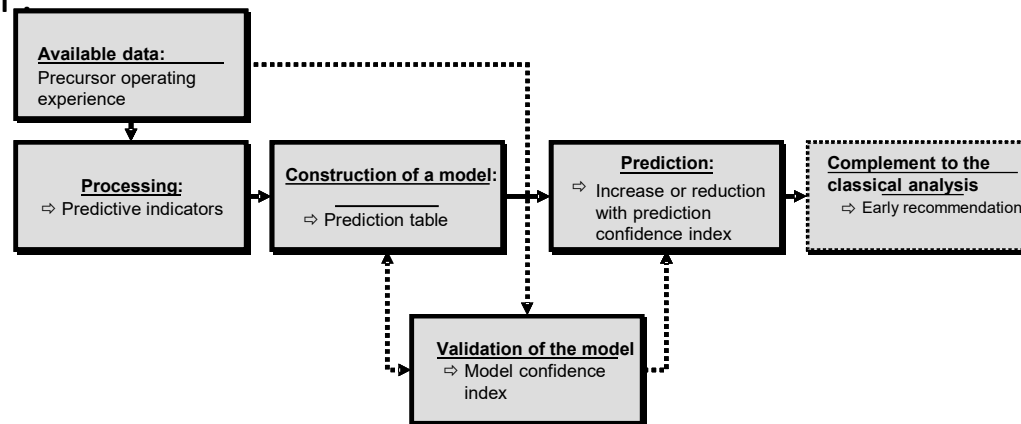 Available data:
Precursor operating
experience
Processing:
⇨ Predictive indicators
Construction of a model:
⇨ Prediction table
Prediction:
⇨ Increase or reduction
with prediction
confidence index
Complement to the
classical analysis
⇨ Early recommendation
Validation of the model
⇨ Model confidence
index